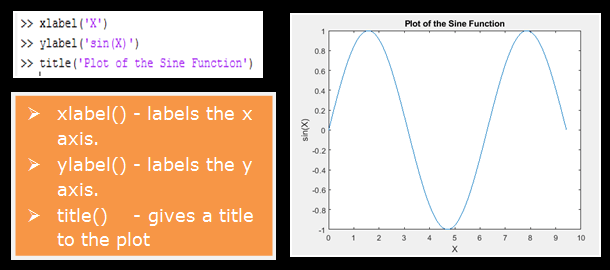 >> xlabel('X')
>> ylabel('sin(X)')
>> title('Plot of the Sine Function')
➢ xlabel() - labels the x
axis.
➢ ylabel() - labels the y
axis.
➢ title() - gives a title
to the plot
Plot of the Sine Function
1
0.8
0.6
0.4
0.2
0
-0.2
-0.4
-0.6
-0.8
-1
sin(X)
0 1 2 3 4 5 6 7 8 9 10
X